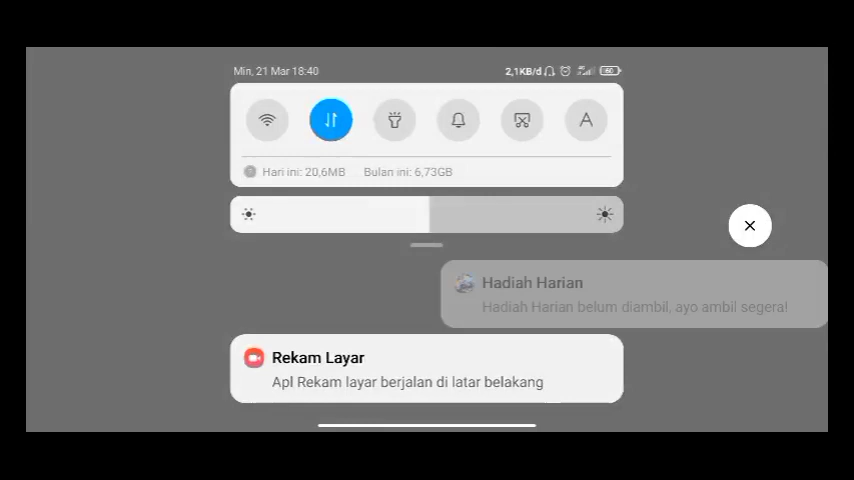 Min, 21 Mar 18:40
2,1KB/d
60
A
Hari ini: 20,6MB
Bulan ini: 6,73GB
Hadiah Harian
Hadiah Harian belum diambil, ayo ambil segera!
Rekam Layar
Apl Rekam layar berjalan di latar belakang